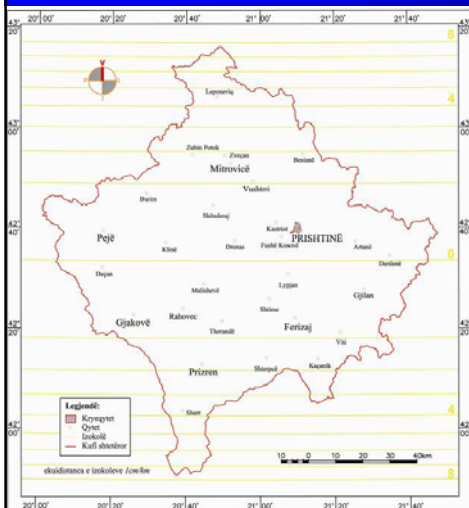 20° 00' 20° 20' 20° 40' 21° 00' 21° 20' 21° 40'
43° 20'
8
V
4
Leposaviq
43° 00'
Zubin Potok
Zveçan
Besianë
Mitrovicë
Vushtrri
Burim
Skënderaj
Kastriot
42° 40'
Pejë
Klinë
Drenas
Fushë Kosovë
PRISHTINË
Artanë
0
Dardanë
Deçan
Lypjan
Malishevë
Gjilan
Shtime
Gjakovë
Rahovec
Therandë
Ferizaj
42° 20'
Viti
Prizren
Shtërpcë
Kaçanik
Legjendë:
Kryeqytet
Qytet
Izokolë
Kufi shtetëror
Sharr
4
42° 00'
10 0 10 20 40km
ekuidistanca e izokoleve 1cm/km
8
20° 00' 20° 20' 20° 40' 21° 00' 21° 20' 21° 40'